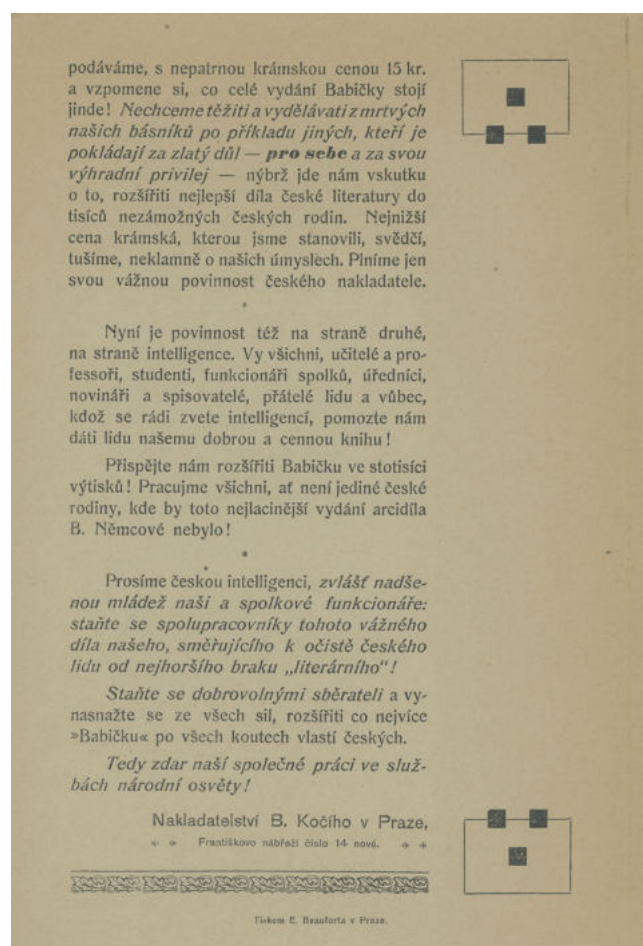 podáváme, s nepatrnou krámskou cenou 15 kr.
a vzpomene si, co celé vydání Babičky stojí
jinde! Nechceme těžiti a vydělávati z mrtvých
našich básníků po příkladu jiných, kteří je
pokládají za zlatý důl — pro sebe a za svou
výhradní privilej — nýbrž jde nám vskutku
o to, rozšířiti nejlepší díla české literatury do
tisíců nezámožných českých rodin. Nejnižší
cena krámská, kterou jsme stanovili, svědčí,
tušíme, neklamně o našich úmyslech. Plníme jen
svou vážnou povinnost českého nakladatele.
*
Nyní je povinnost též na straně druhé,
na straně intelligence. Vy všichni, učitelé a pro-
fessoři, studenti, funkcionáři spolků, úředníci,
novináři a spisovatelé, přátelé lidu a vůbec,
kdož se rádi zvete intelligencí, pomozte nám
dáti lidu našemu dobrou a cennou knihu!
Přispějte nám rozšířiti Babičku ve stotisíci
výtisků! Pracujme všichni, ať není jediné české
rodiny, kde by toto nejlacinější vydání arcidíla
B. Němcové nebylo!
*
Prosíme českou intelligenci, zvlášť nadše-
nou mládež naši a spolkové funkcionáře:
staňte se spolupracovníky tohoto vážného
díla našeho, směřujícího k očistě českého
lidu od nejhoršího braku „literárního“!
Staňte se dobrovolnými sběrateli a vy-
nasnažte se ze všech sil, rozšířiti co nejvíce
»Babičku« po všech koutech vlastí českých.
Tedy zdar naší společné práci ve služ-
bách národní osvěty!
Nakladatelství B. Kočího v Praze,
Františkovo nábřeží číslo 14 nové.
Tiskem E. Beauforta v Praze.